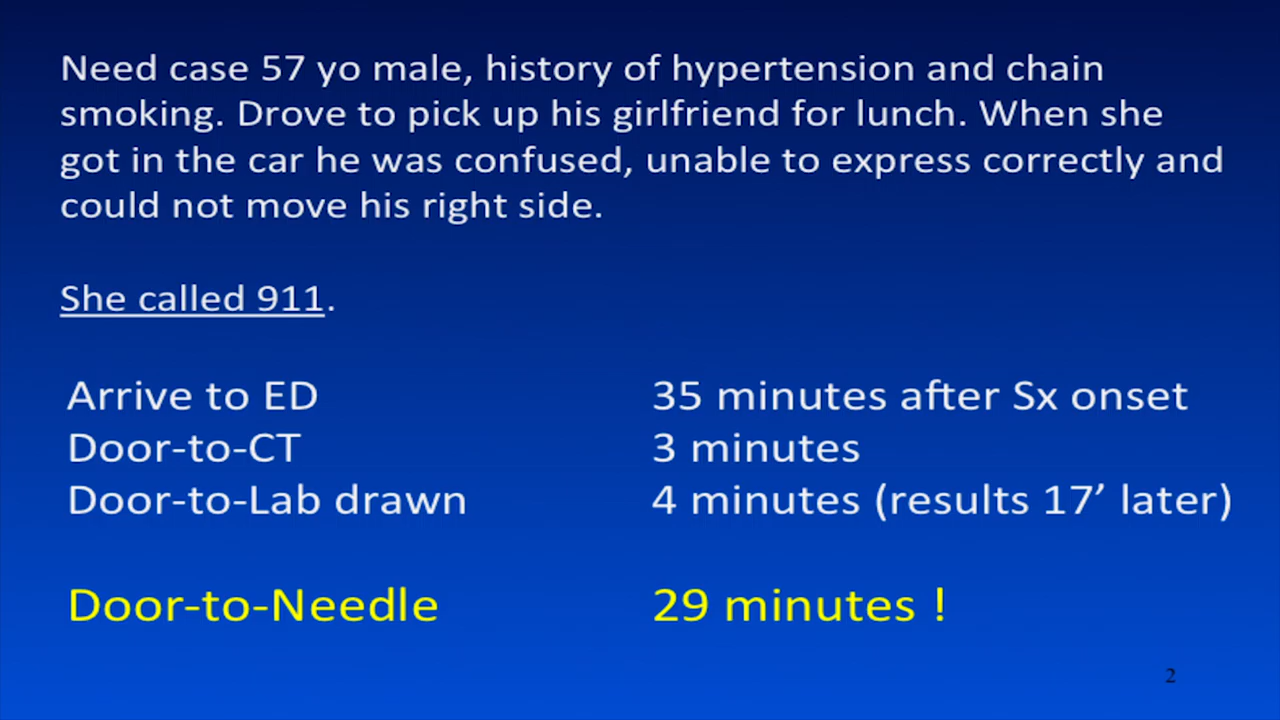 Need case 57 yo male, history of hypertension and chain
smoking. Drove to pick up his girlfriend for lunch. When she
got in the car he was confused, unable to express correctly and
could not move his right side.
She called 911.
Arrive to ED 35 minutes after Sx onset
Door-to-CT 3 minutes
Door-to-Lab drawn 4 minutes (results 17’ later)
Door-to-Needle 29 minutes !
2